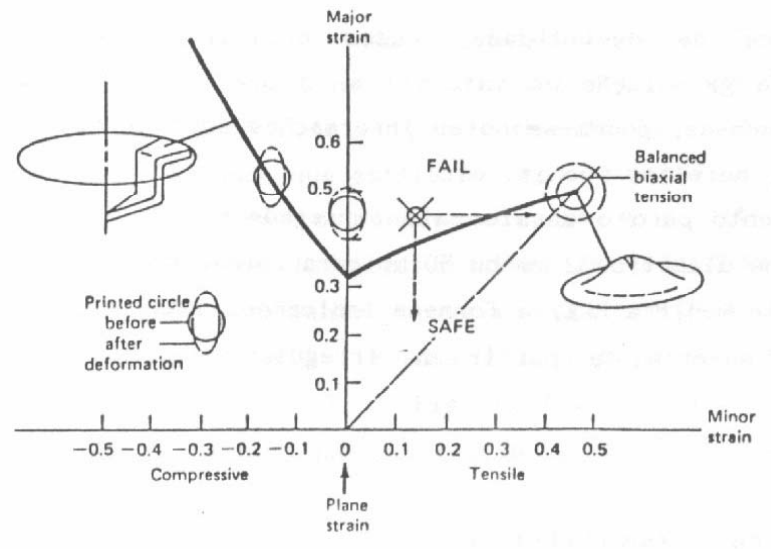 Major
strain
0.6
FAIL
Balanced
biaxial
tension
0.5
0.4
0.3
Printed circle
before
after
deformation
SAFE
0.2
0.1
Minor
strain
−0.5 −0.4 −0.3 −0.2 −0.1 0 0.1 0.2 0.3 0.4 0.5
Compressive
Tensile
Plane
strain